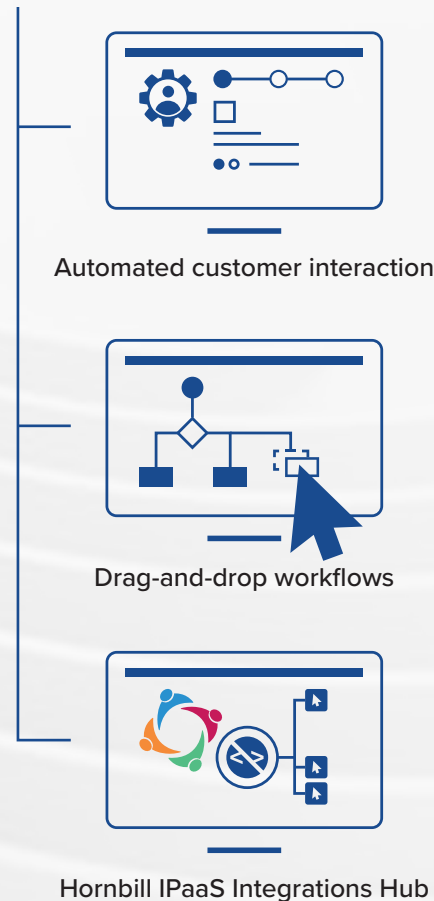 Automated customer interaction
Drag-and-drop workflows
</>
Hornbill IPaaS Integrations Hub